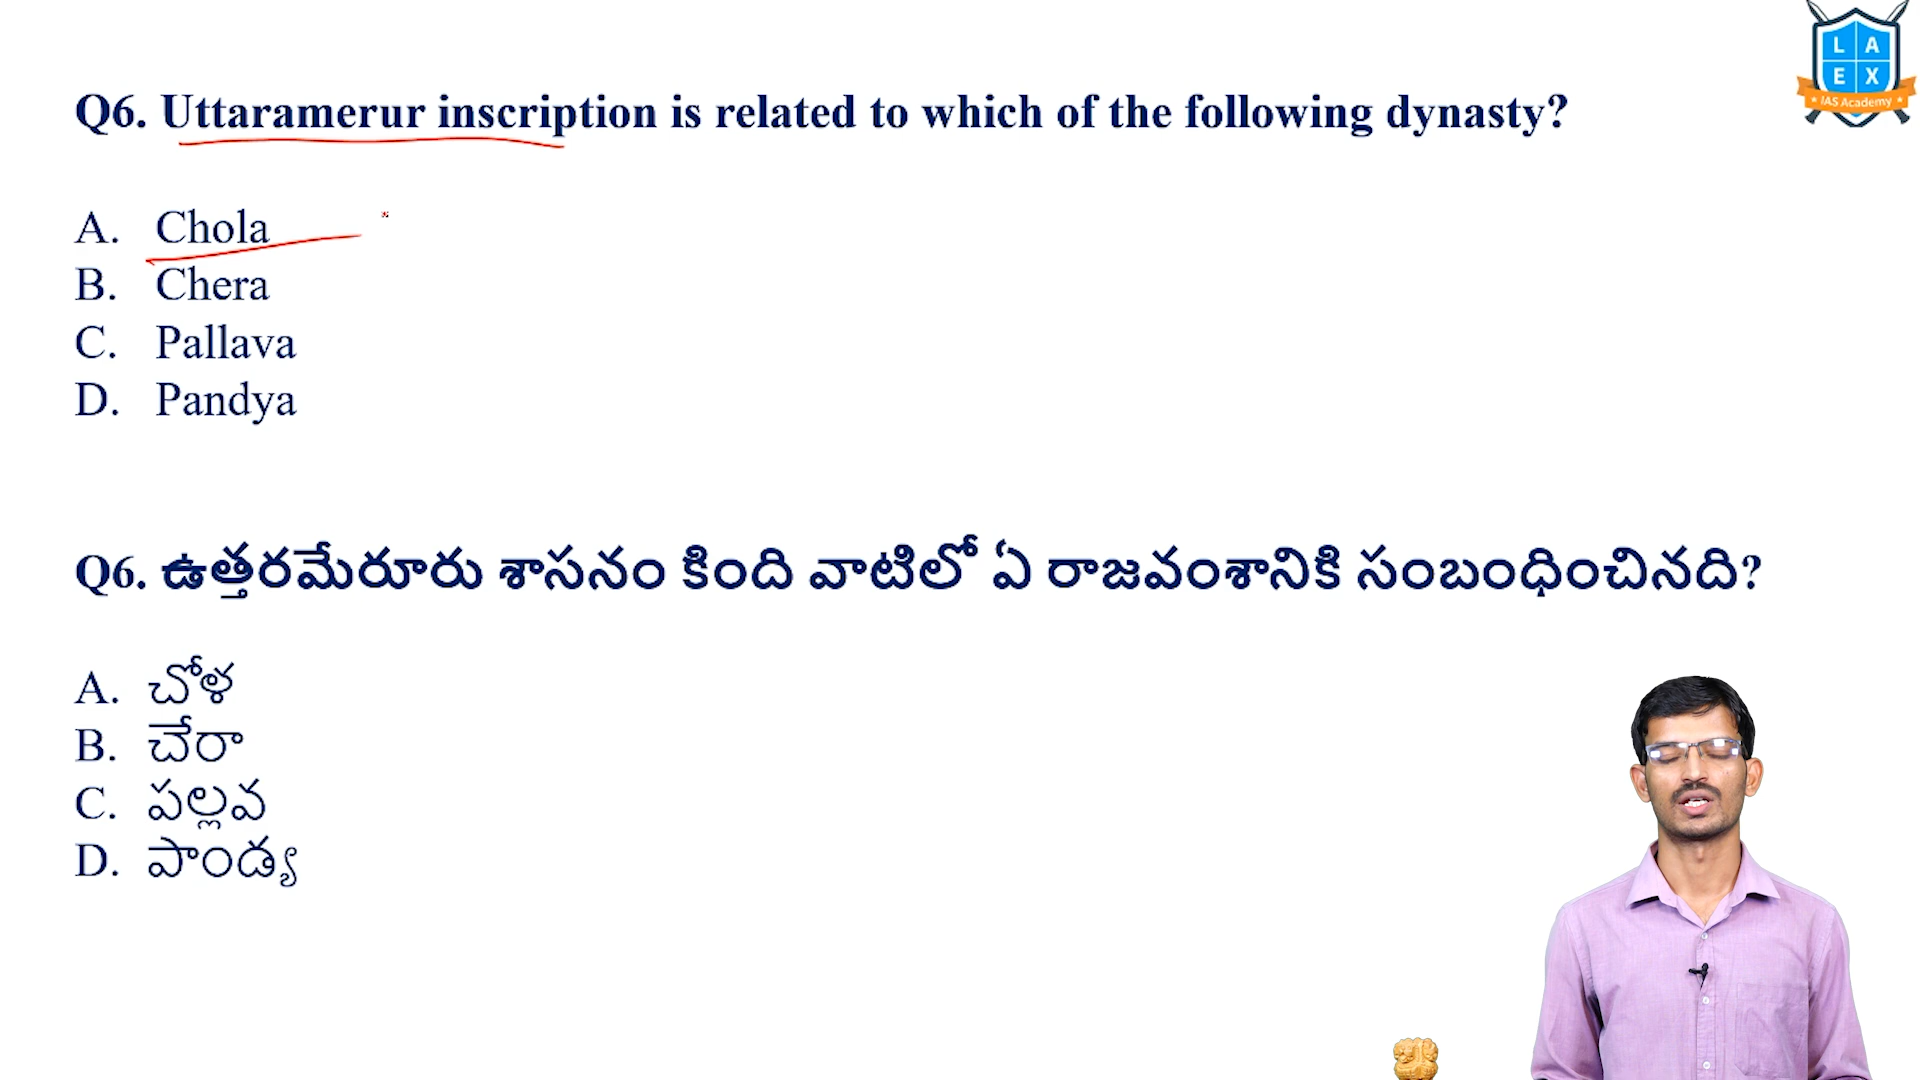 L A
E X
IAS Academy
Q6. Uttaramerur inscription is related to which of the following dynasty?
A. Chola
B. Chera
C. Pallava
D. Pandya
Q6. ఉత్తరమేరూరు శాసనం కింది వాటిలో ఏ రాజవంశానికి సంబంధించినది?
A. చోళ
B. చేరా
C. పల్లవ
D. పాండ్య